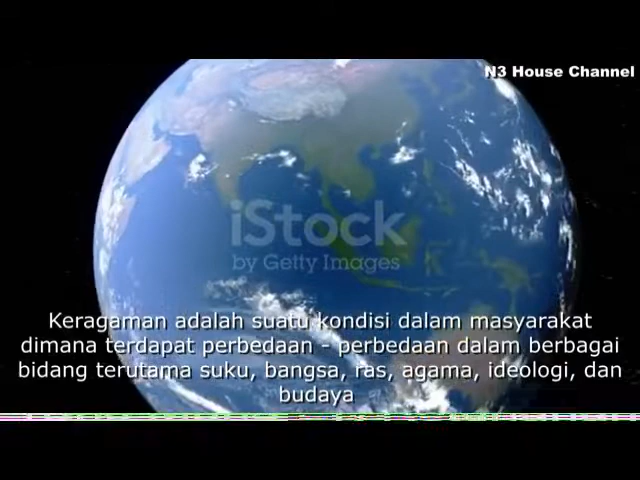 N3 House Channel
iStock
by Getty Images
Keragaman adalah suatu kondisi dalam masyarakat
dimana terdapat perbedaan - perbedaan dalam berbagai
bidang terutama suku, bangsa, ras, agama, ideologi, dan
budaya